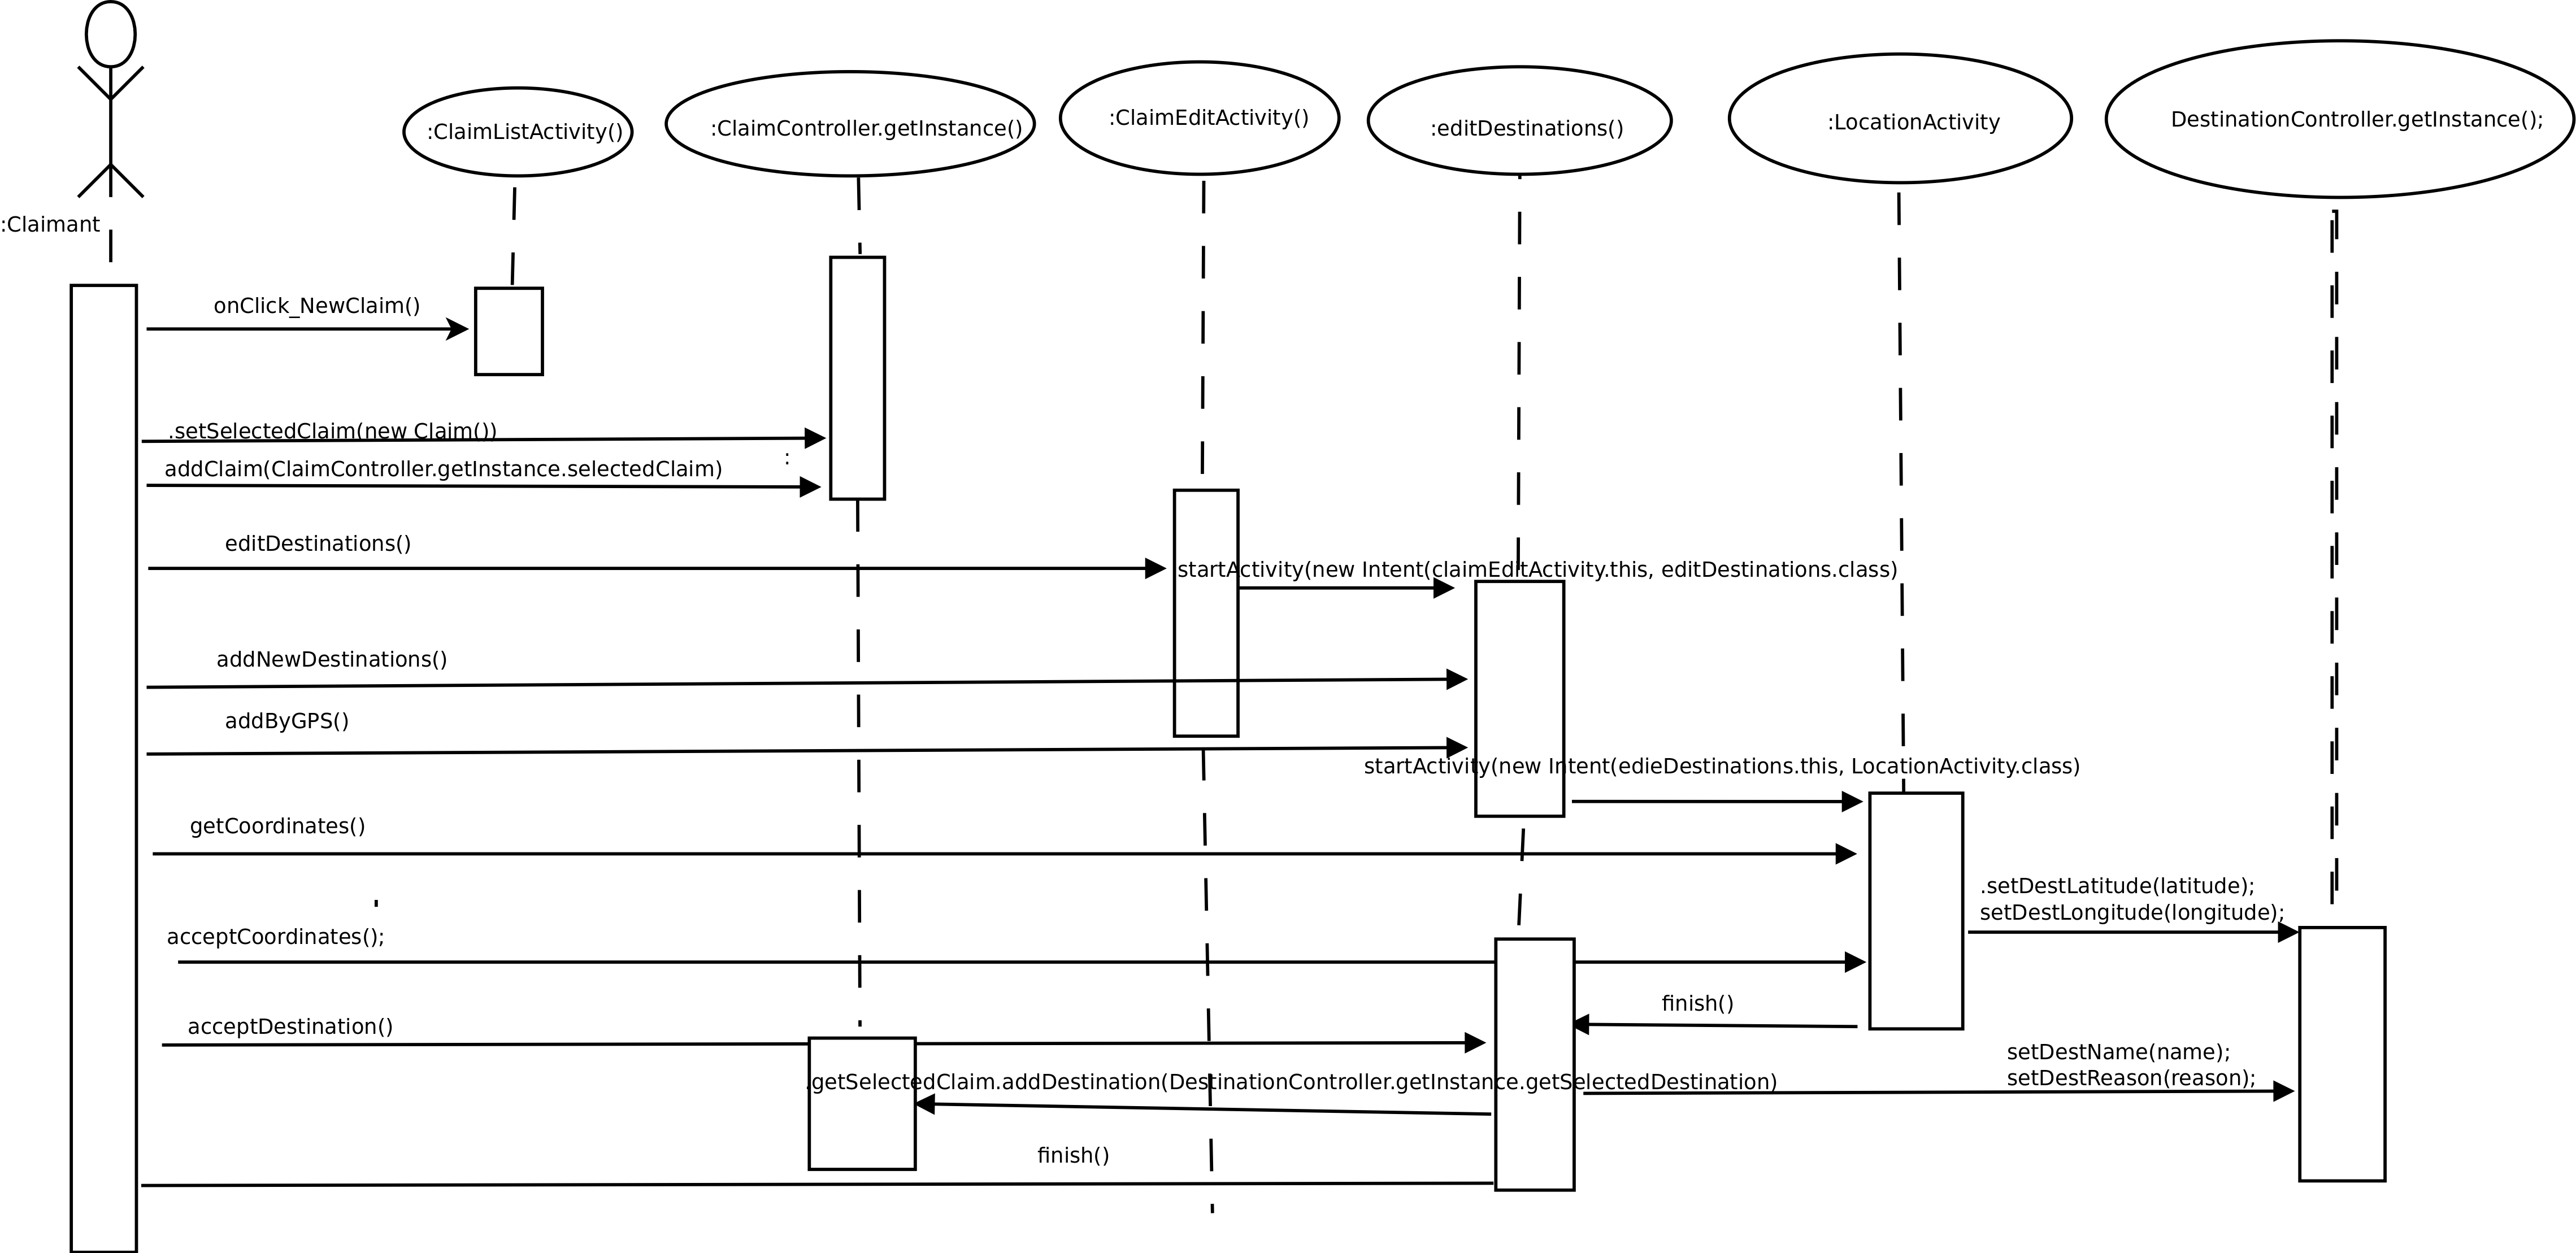 :ClaimListActivity()
:ClaimController.getInstance()
:ClaimEditActivity()
:editDestinations()
:LocationActivity
DestinationController.getInstance();
:Claimant
onClick_NewClaim()
.setSelectedClaim(new Claim())
:
addClaim(ClaimController.getInstance.selectedClaim)
editDestinations()
startActivity(new Intent(claimEditActivity.this, editDestinations.class)
addNewDestinations()
addByGPS()
startActivity(new Intent(edieDestinations.this, LocationActivity.class)
getCoordinates()
.setDestLatitude(latitude);
setDestLongitude(longitude);
acceptCoordinates();
finish()
acceptDestination()
setDestName(name);
setDestReason(reason);
.getSelectedClaim.addDestination(DestinationController.getInstance.getSelectedDestination)
finish()